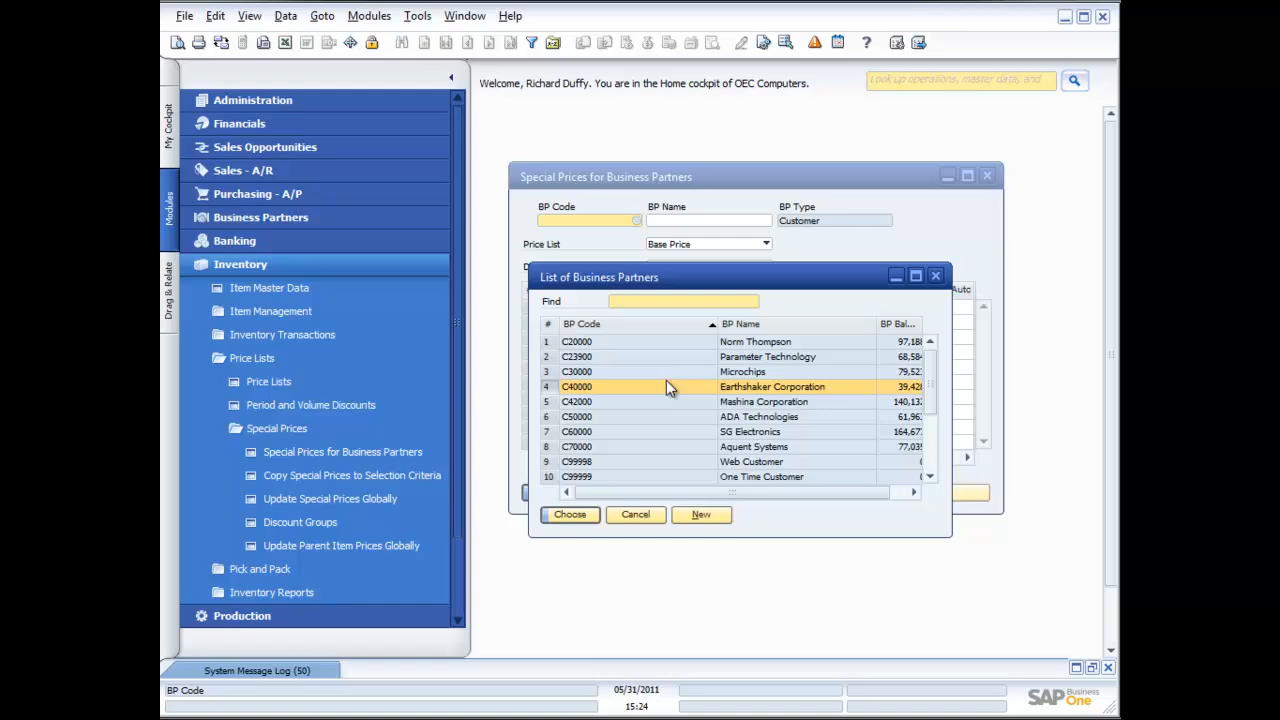 File Edit View Data Goto Modules Tools Window Help
Welcome, Richard Duffy. You are in the Home cockpit of OEC Computers.
Look up operations, master data, and
My Cockpit
Modules
Drag & Relate
Administration
Financials
Sales Opportunities
Sales - A/R
Purchasing - A/P
Business Partners
Banking
Inventory
Item Master Data
Item Management
Inventory Transactions
Price Lists
Price Lists
Period and Volume Discounts
Special Prices
Special Prices for Business Partners
Copy Special Prices to Selection Criteria
Update Special Prices Globally
Discount Groups
Update Parent Item Prices Globally
Pick and Pack
Inventory Reports
Production
Special Prices for Business Partners
BP Code BP Name BP Type
Customer
Price List Base Price
Auto
List of Business Partners
Find
# BP Code BP Name BP Bal...
1 C20000 Norm Thompson 97,188
2 C23900 Parameter Technology 68,584
3 C30000 Microchips 79,523
4 C40000 Earthshaker Corporation 39,428
5 C42000 Mashina Corporation 140,132
6 C50000 ADA Technologies 61,963
7 C60000 SG Electronics 164,677
8 C70000 Aquent Systems 77,039
9 C99998 Web Customer
10 C99999 One Time Customer
Choose Cancel New
System Message Log (50)
BP Code
05/31/2011
15:24
SAP Business One